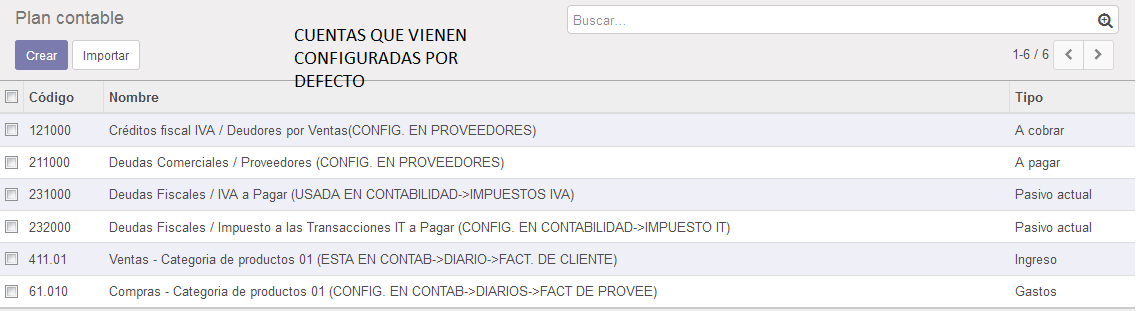 Plan contable
Buscar...
Crear
Importar
CUENTAS QUE VIENEN
CONFIGURADAS POR
DEFECTO
1-6 / 6
Código Nombre Tipo
121000 Créditos fiscal IVA / Deudores por Ventas(CONFIG. EN PROVEEDORES) A cobrar
211000 Deudas Comerciales / Proveedores (CONFIG. EN PROVEEDORES) A pagar
231000 Deudas Fiscales / IVA a Pagar (USADA EN CONTABILIDAD->IMPUESTOS IVA) Pasivo actual
232000 Deudas Fiscales / Impuesto a las Transacciones IT a Pagar (CONFIG. EN CONTABILIDAD->IMPUESTO IT) Pasivo actual
411.01 Ventas - Categoria de productos 01 (ESTA EN CONTAB->DIARIO->FACT. DE CLIENTE) Ingreso
61.010 Compras - Categoria de productos 01 (CONFIG. EN CONTAB->DIARIOS->FACT DE PROVEE) Gastos